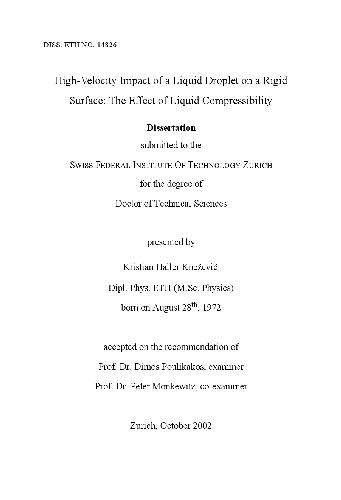 DISS. ETH NO. 14826
High-Velocity Impact of a Liquid Droplet on a Rigid
Surface: The Effect of Liquid Compressibility
Dissertation
submitted to the
SWISS FEDERAL INSTITUTE OF TECHNOLOGY ZURICH
for the degree of
Doctor of Technical Sciences
presented by
Kristian Haller Knežević
Dipl. Phys. ETH (M.Sc. Physics)
born on August 28th, 1972
accepted on the recommendation of
Prof. Dr. Dimos Poulikakos, examiner
Prof. Dr. Peter Monkewitz, co-examiner
Zurich, October 2002